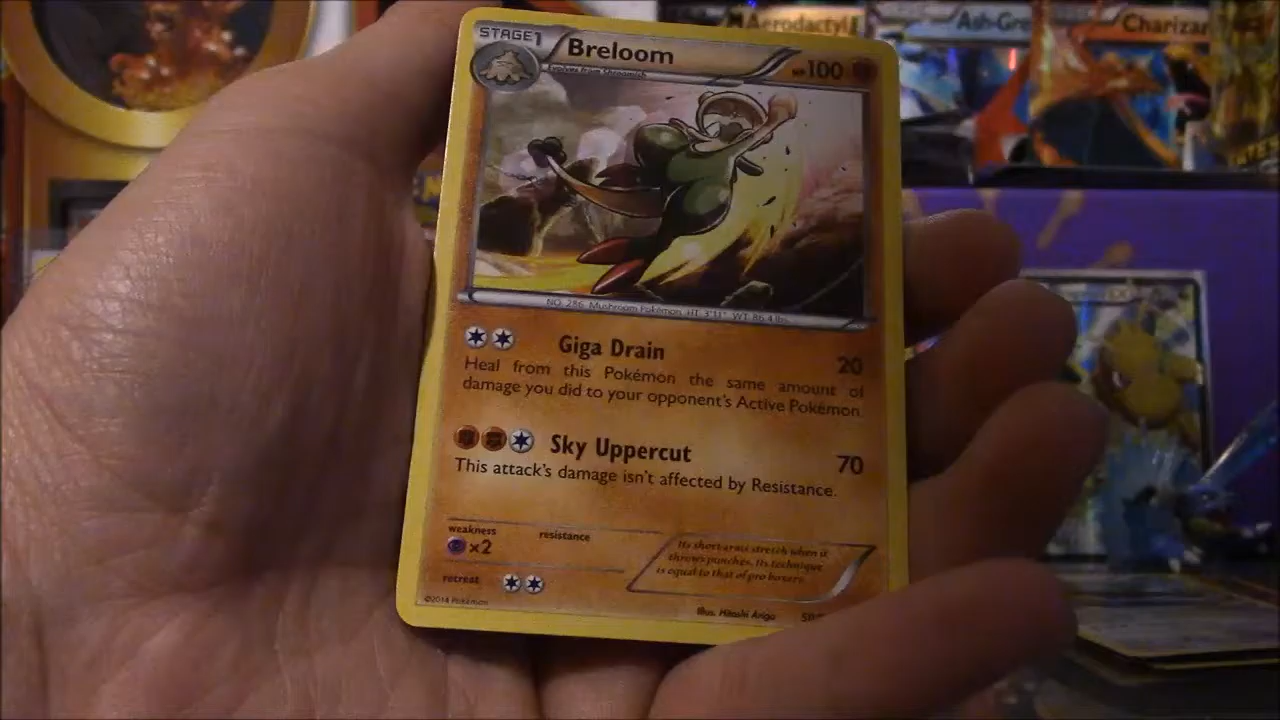 Aerodactyl
Ash-Gre
Charizar
STAGE 1
Breloom
Evolves from Shroomish
HP 100
NO. 286 Mushroom Pokémon HT: 3'11" WT: 86.4 lbs.
Giga Drain 20
Heal from this Pokémon the same amount of
damage you did to your opponent's Active Pokémon.
Sky Uppercut 70
This attack's damage isn't affected by Resistance.
weakness resistance
×2
Its short arms stretch when it
throws punches. Its technique
is equal to that of pro boxers.
retreat
©2014 Pokémon
Illus. Hitoshi Ariga